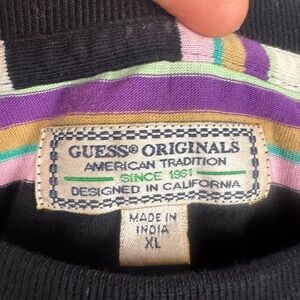 GUESS® ORIGINALS
AMERICAN TRADITION
SINCE 1981
DESIGNED IN CALIFORNIA
MADE IN
INDIA
XL